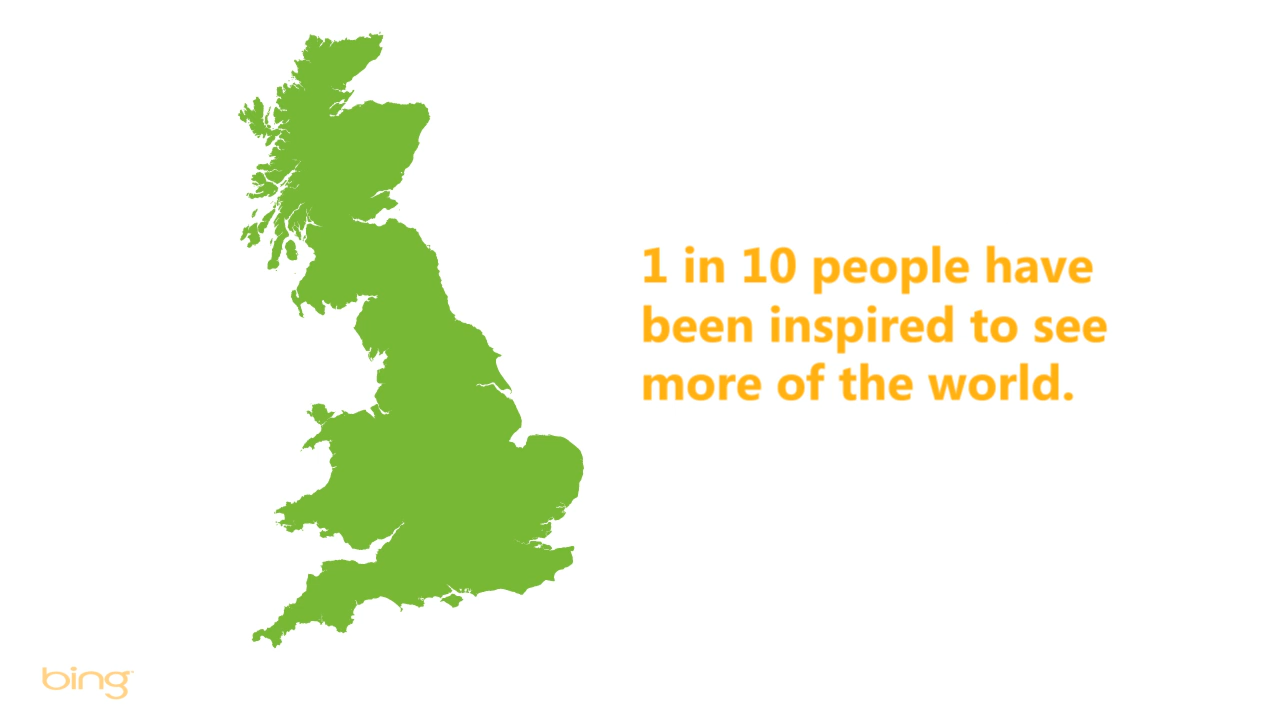 1 in 10 people have
been inspired to see
more of the world.
bing